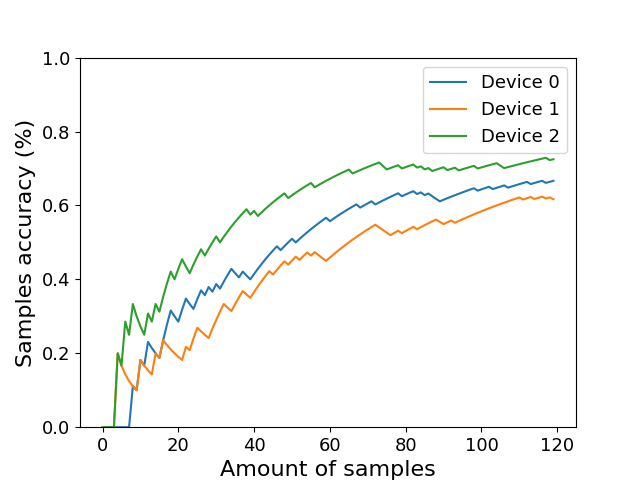 Samples accuracy (%)
1.0
0.8
0.6
0.4
0.2
0.0
Device 0
Device 1
Device 2
0 20 40 60 80 100 120
Amount of samples